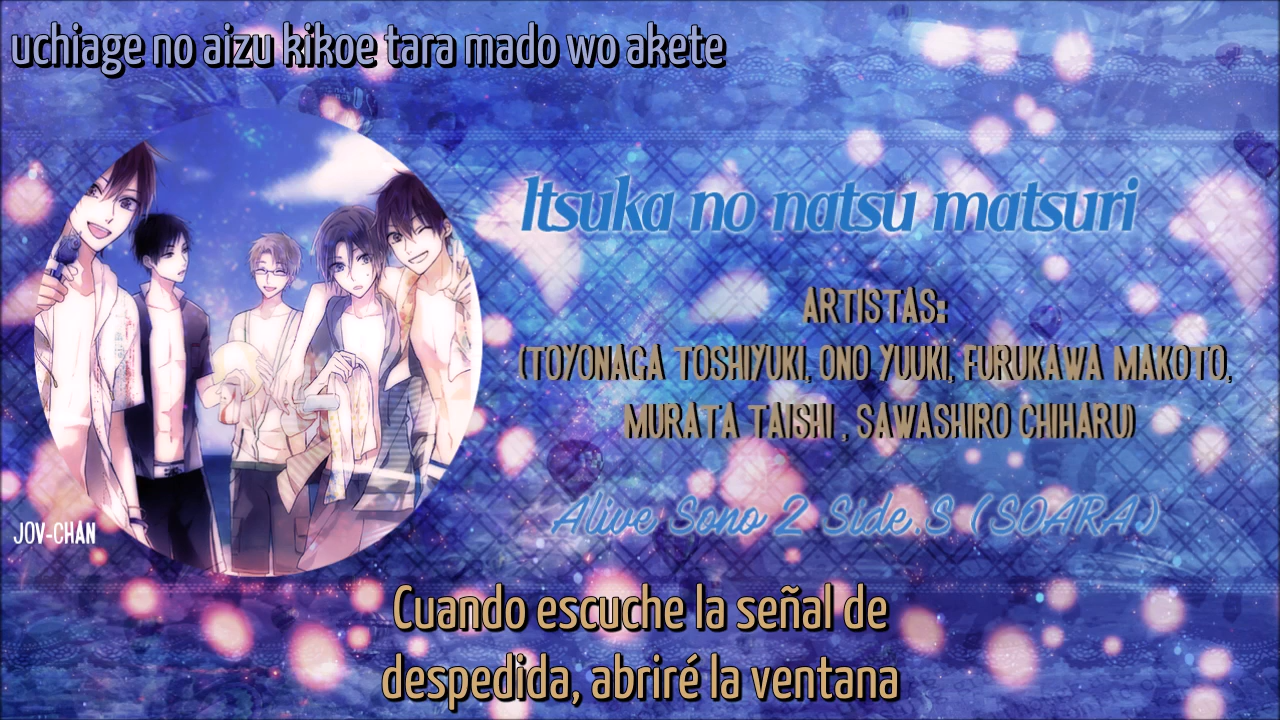 uchiage no aizu kikoe tara mado wo akete
Itsuka no natsu matsuri
ARTISTAS:
(TOYONAGA TOSHIYUKI, ONO YUUKI, FURUKAWA MAKOTO,
MURATA TAISHI , SAWASHIRO CHIHARU)
Alive Sono 2 Side.S (SOARA)
JOV-CHAN
Cuando escuche la señal de
despedida, abriré la ventana